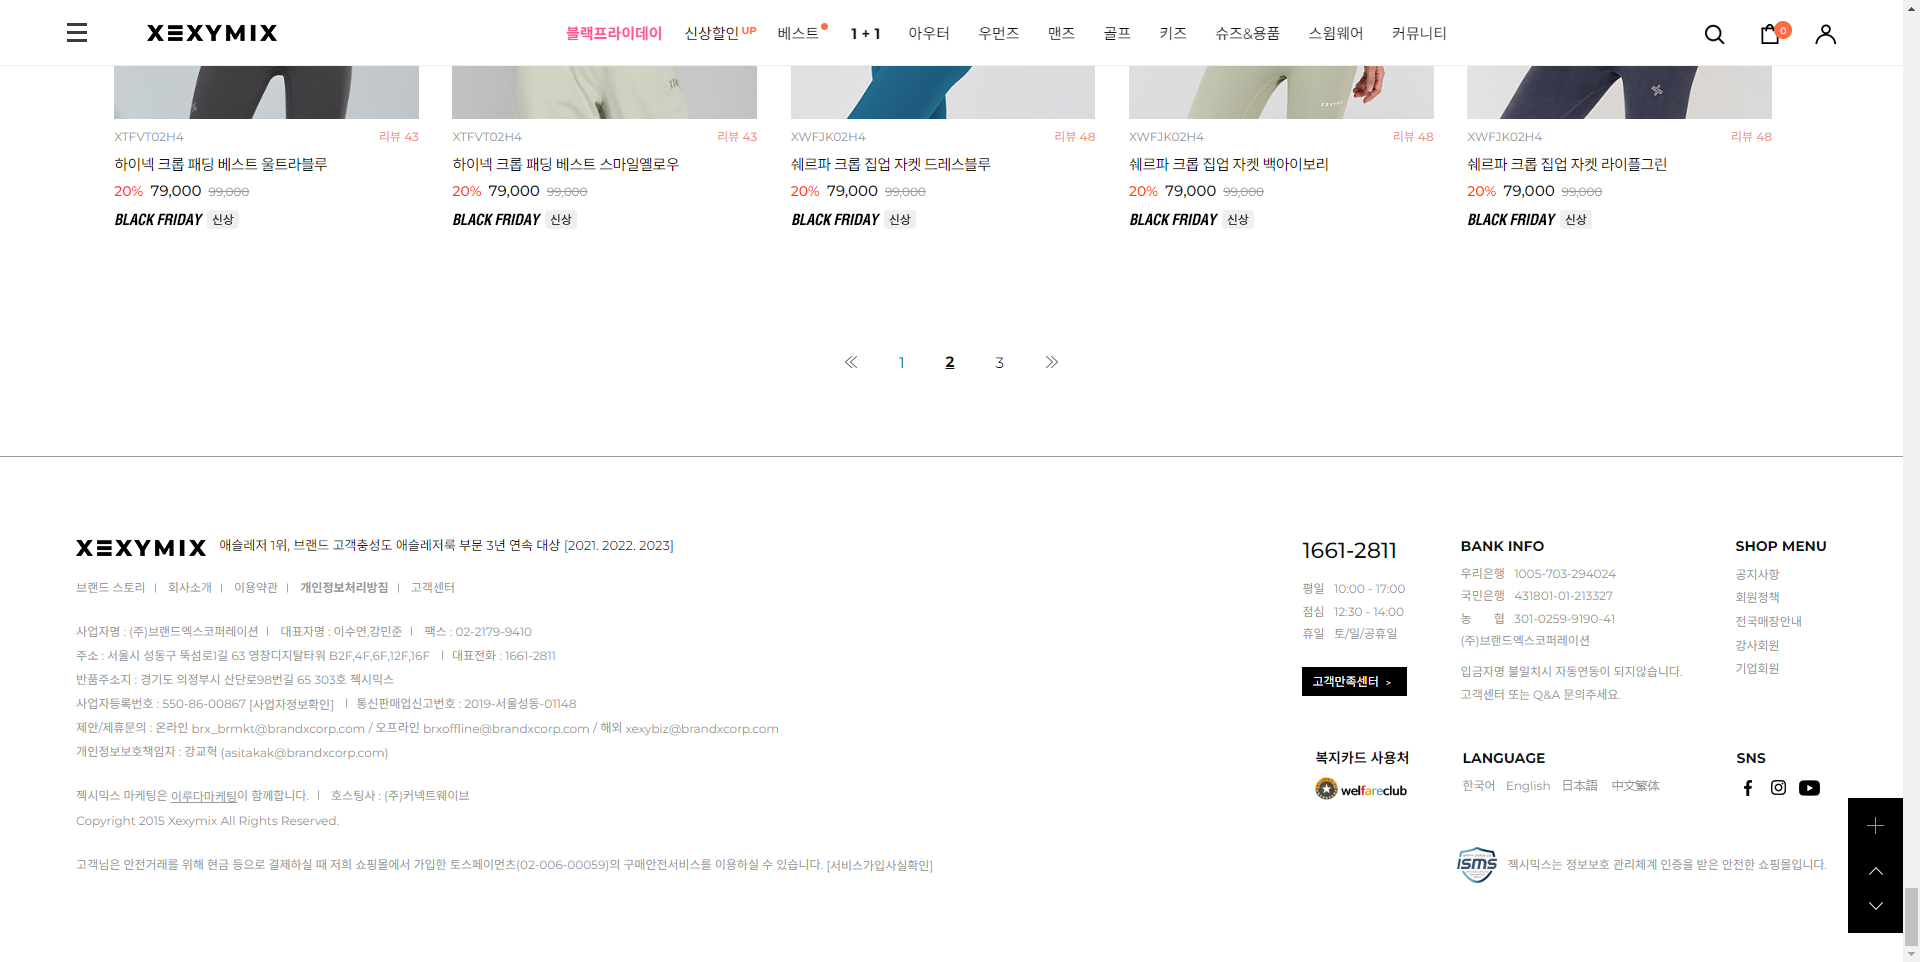 XEXYMIX
블랙프라이데이 신상할인 UP 베스트 1 + 1 아우터 우먼즈 맨즈 골프 키즈 슈즈&용품 스윔웨어 커뮤니티
0
XTFVT02H4 리뷰 43
하이넥 크롭 패딩 베스트 울트라블루
20% 79,000 99,000
BLACK FRIDAY 신상
XTFVT02H4 리뷰 43
하이넥 크롭 패딩 베스트 스마일옐로우
20% 79,000 99,000
BLACK FRIDAY 신상
XWFJK02H4 리뷰 48
쉐르파 크롭 집업 자켓 드레스블루
20% 79,000 99,000
BLACK FRIDAY 신상
XEXYMIX
XWFJK02H4 리뷰 48
쉐르파 크롭 집업 자켓 백아이보리
20% 79,000 99,000
BLACK FRIDAY 신상
XWFJK02H4 리뷰 48
쉐르파 크롭 집업 자켓 라이플그린
20% 79,000 99,000
BLACK FRIDAY 신상
1 2 3
XEXYMIX 애슬레저 1위, 브랜드 고객충성도 애슬레저룩 부문 3년 연속 대상 [2021. 2022. 2023]
브랜드 스토리 | 회사소개 | 이용약관 | 개인정보처리방침 | 고객센터
사업자명 : (주)브랜드엑스코퍼레이션 | 대표자명 : 이수연,강민준 | 팩스 : 02-2179-9410
주소 : 서울시 성동구 뚝섬로1길 63 영창디지탈타워 B2F,4F,6F,12F,16F | 대표전화 : 1661-2811
반품주소지 : 경기도 의정부시 산단로98번길 65 303호 젝시믹스
사업자등록번호 : 550-86-00867 [사업자정보확인] | 통신판매업신고번호 : 2019-서울성동-01148
제안/제휴문의 : 온라인 brx_brmkt@brandxcorp.com / 오프라인 brxoffline@brandxcorp.com / 해외 xexybiz@brandxcorp.com
개인정보보호책임자 : 강교혁 (asitakak@brandxcorp.com)
젝시믹스 마케팅은 이루다마케팅이 함께합니다. | 호스팅사 : (주)커넥트웨이브
Copyright 2015 Xexymix All Rights Reserved.
고객님은 안전거래를 위해 현금 등으로 결제하실 때 저희 쇼핑몰에서 가입한 토스페이먼츠(02-006-00059)의 구매안전서비스를 이용하실 수 있습니다. [서비스가입사실확인]
1661-2811
평일 10:00 - 17:00
점심 12:30 - 14:00
휴일 토/일/공휴일
고객만족센터 >
BANK INFO
우리은행 1005-703-294024
국민은행 431801-01-213327
농 협 301-0259-9190-41
(주)브랜드엑스코퍼레이션
입금자명 불일치시 자동연동이 되지않습니다.
고객센터 또는 Q&A 문의주세요.
SHOP MENU
공지사항
회원정책
전국매장안내
강사회원
기업회원
복지카드 사용처
welfareclub
LANGUAGE
한국어 English 日本語 中文繁体
SNS
ISMS 젝시믹스는 정보보호 관리체계 인증을 받은 안전한 쇼핑몰입니다.